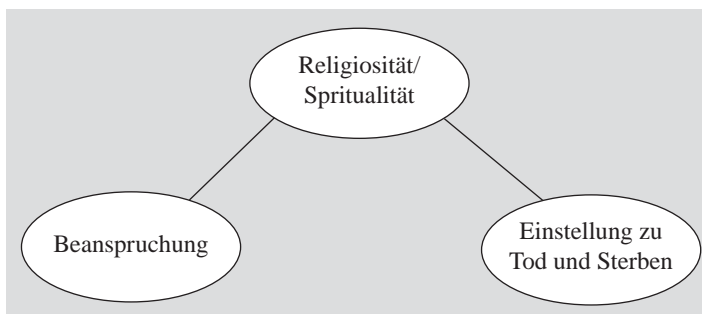 Religiosität/
Spritualität
Beanspruchung
Einstellung zu
Tod und Sterben